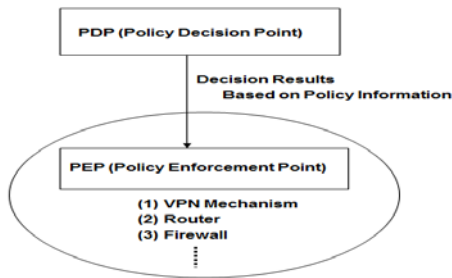 PDP (Policy Decision Point)
Decision Results
Based on Policy Information
PEP (Policy Enforcement Point)
(1) VPN Mechanism
(2) Router
(3) Firewall